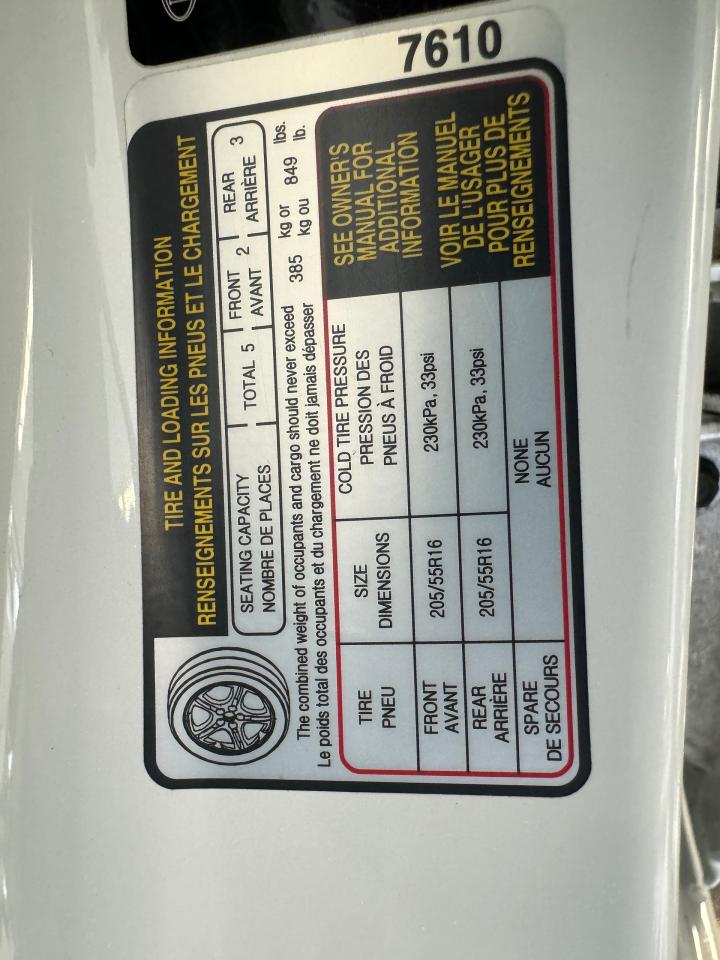 7610
TIRE AND LOADING INFORMATION
RENSEIGNEMENTS SUR LES PNEUS ET LE CHARGEMENT
SEATING CAPACITY
NOMBRE DE PLACES
TOTAL 5
FRONT
AVANT 2
REAR
ARRIÈRE 3
The combined weight of occupants and cargo should never exceed 385 kg or 849 lbs.
Le poids total des occupants et du chargement ne doit jamais dépasser kg ou lb.
TIRE
PNEU
SIZE
DIMENSIONS
COLD TIRE PRESSURE
PRESSION DES
PNEUS À FROID
FRONT
AVANT
205/55R16
230kPa, 33psi
REAR
ARRIÈRE
205/55R16
230kPa, 33psi
SPARE
DE SECOURS
NONE
AUCUN
SEE OWNER'S
MANUAL FOR
ADDITIONAL
INFORMATION
VOIR LE MANUEL
DE L'USAGER
POUR PLUS DE
RENSEIGNEMENTS